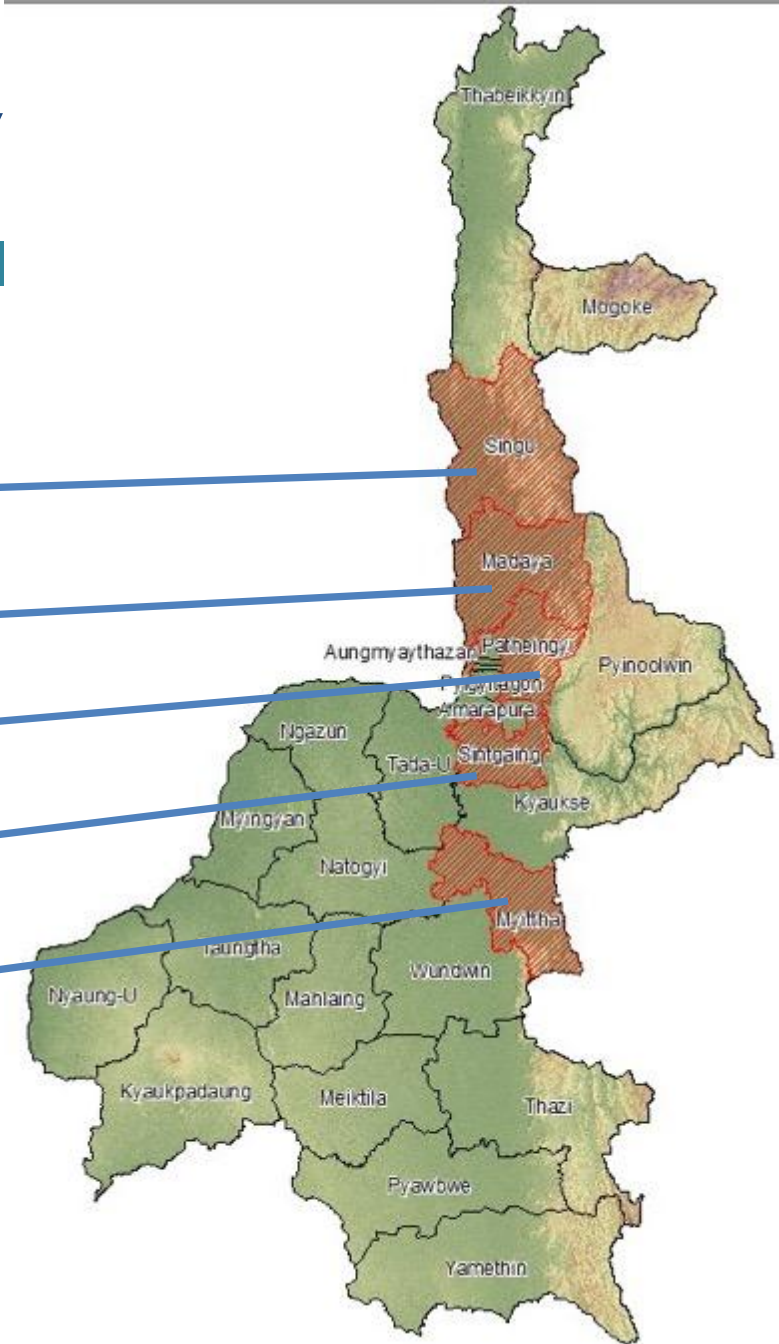 Thabeikkyin
Mogoke
Singu
Madaya
Patheingyi
Aungmyaythazan
Pyinoolwin
Amarapura
Ngazun
Sintgaing
Tada-U
Kyaukse
Myingyan
Natogyi
Myittha
Taungtha
Wundwin
Nyaung-U
Mahlaing
Kyaukpadaung
Meiktila
Thazi
Pyawbwe
Yamethin